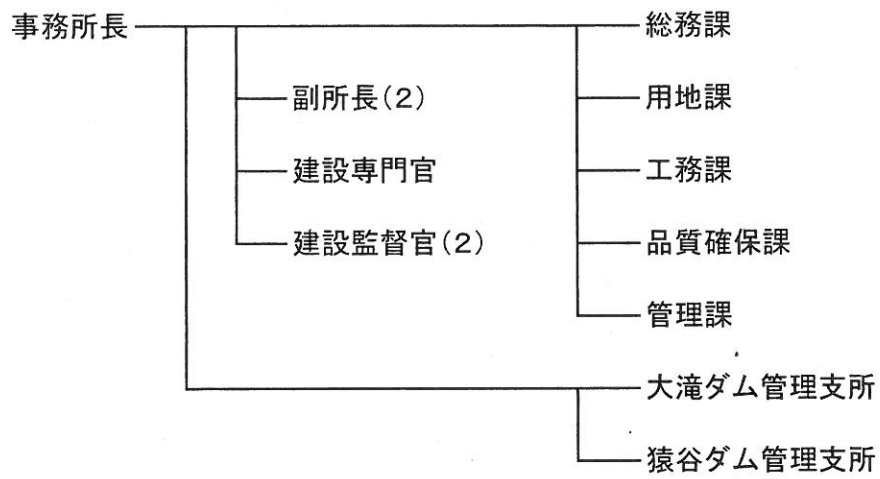 事務所長
総務課
副所長(2)
用地課
建設専門官
工務課
建設監督官(2)
品質確保課
管理課
大滝ダム管理支所
猿谷ダム管理支所